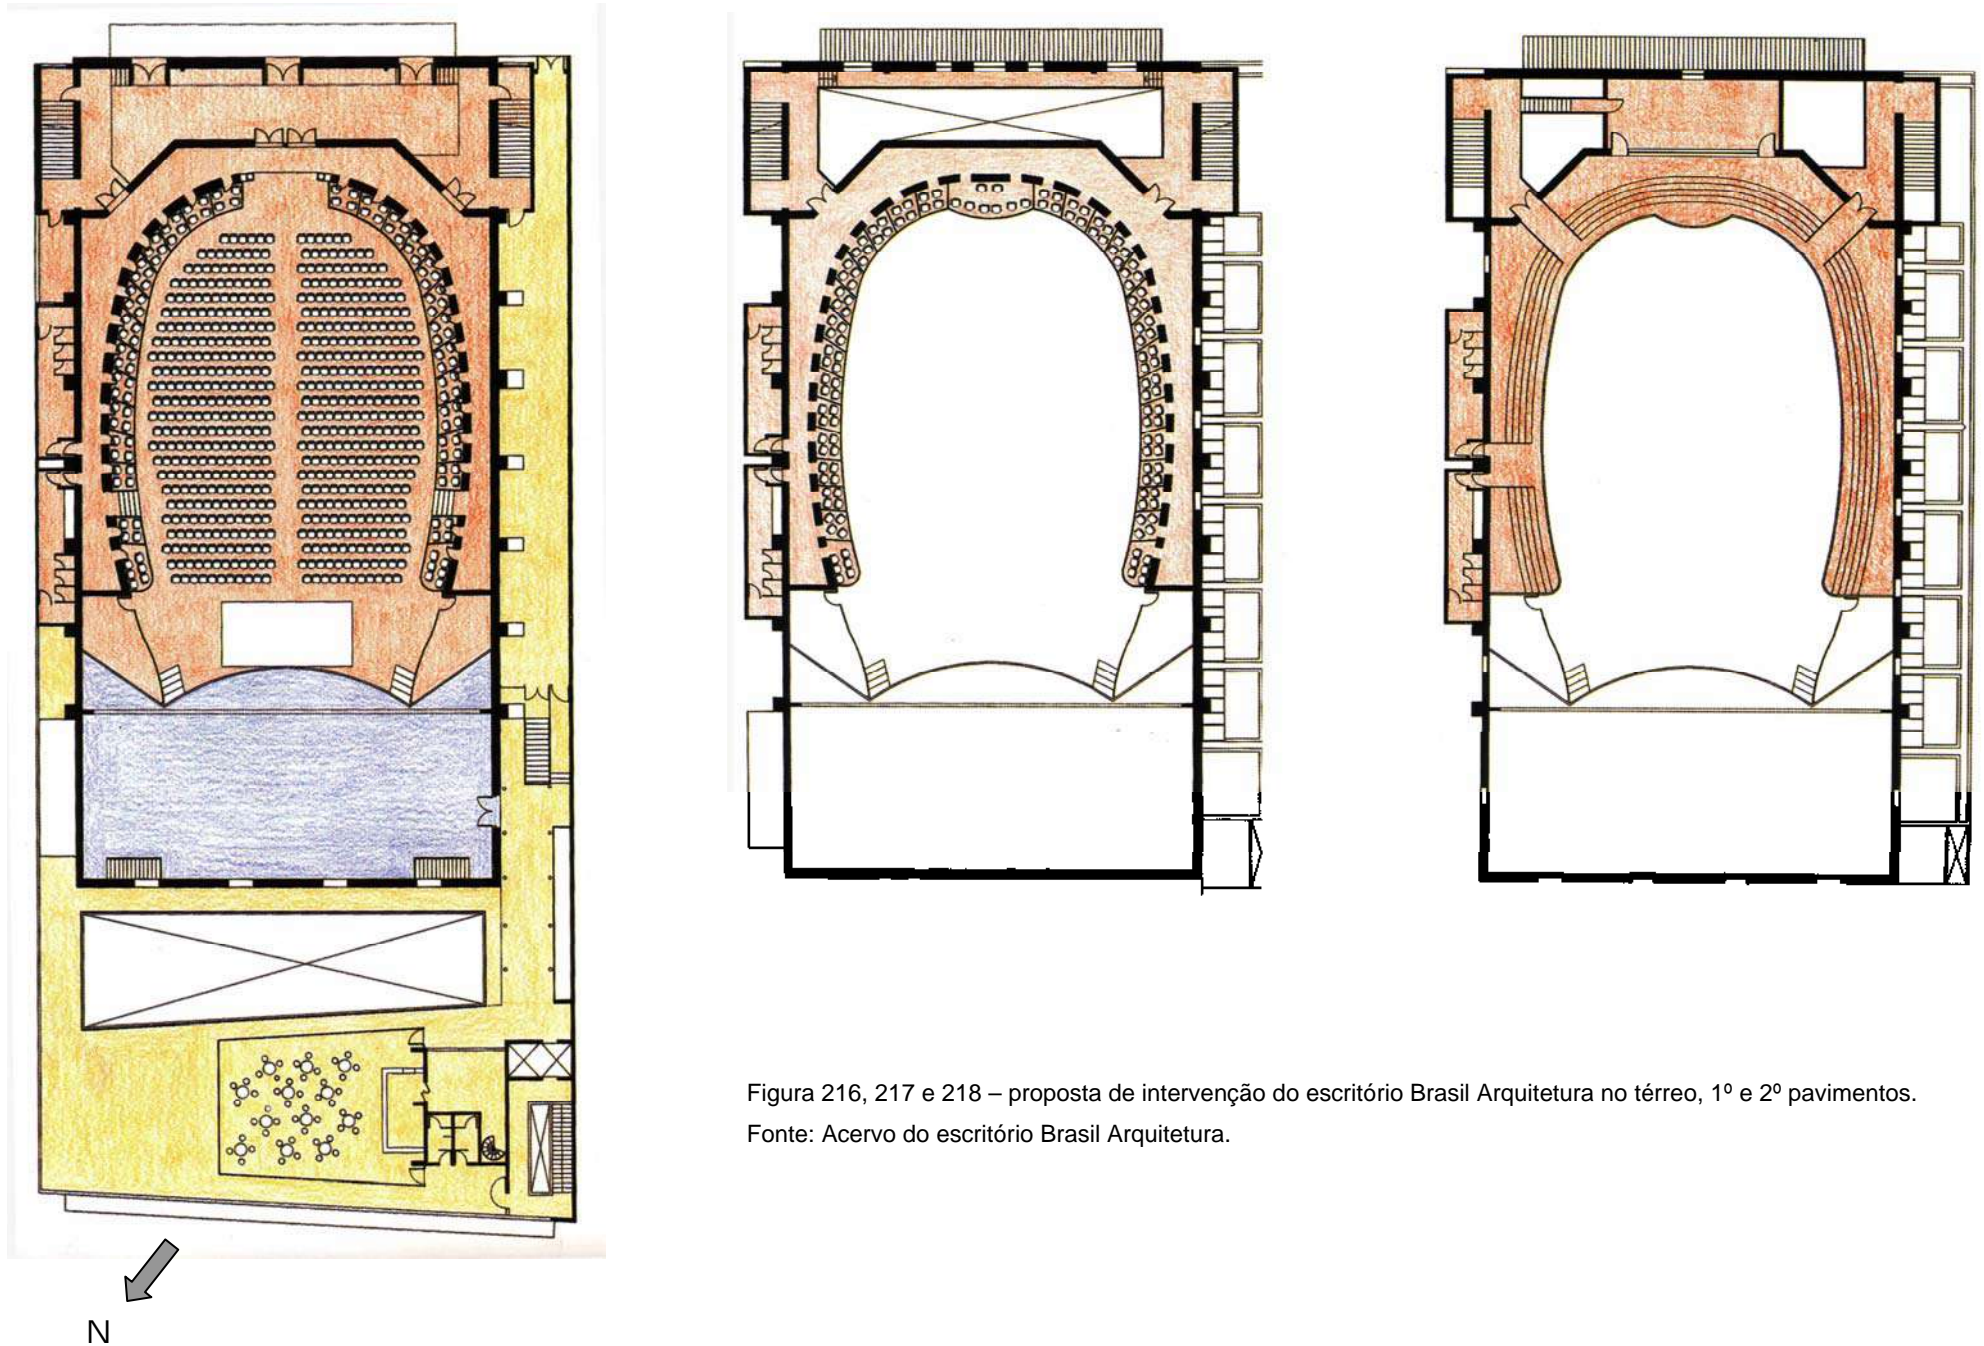 Figura 216, 217 e 218 – proposta de intervenção do escritório Brasil Arquitetura no térreo, 1º e 2º pavimentos.
Fonte: Acervo do escritório Brasil Arquitetura.
N